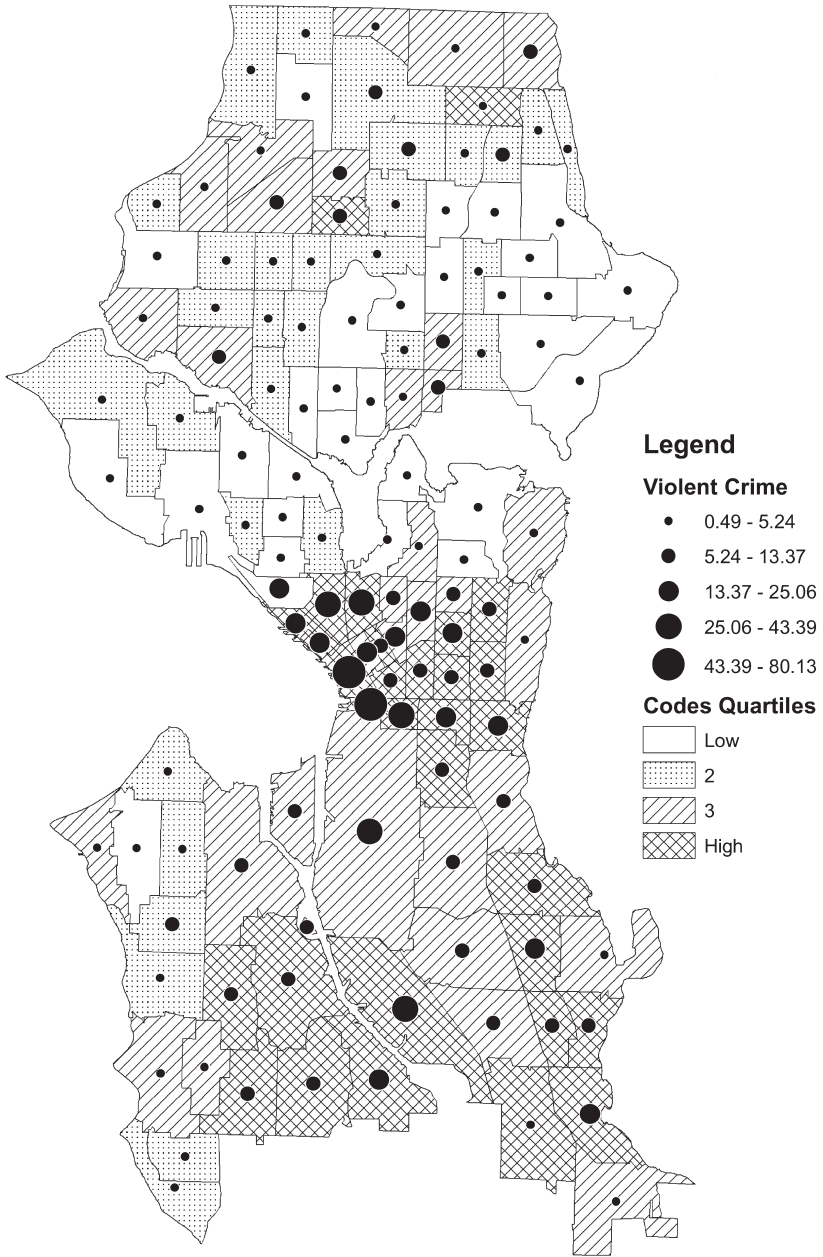 Legend
Violent Crime
0.49 - 5.24
5.24 - 13.37
13.37 - 25.06
25.06 - 43.39
43.39 - 80.13
Codes Quartiles
Low
2
3
High